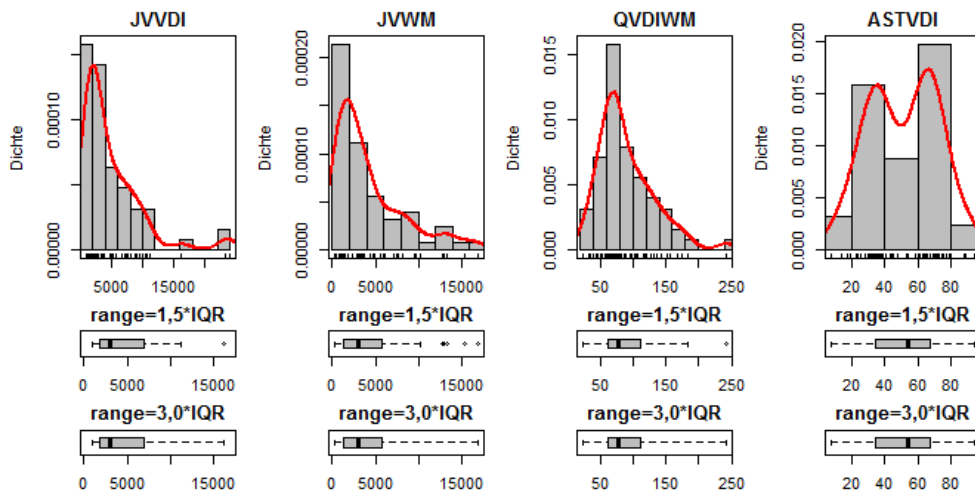 JVVDI
JVWM
QVDIWM
ASTVDI
Dichte
0.00000 0.00010
5000 15000
Dichte
0.00000 0.00010 0.00020
0 5000 15000
Dichte
0.000 0.005 0.010 0.015
50 150 250
Dichte
0.000 0.005 0.010 0.015 0.020
20 40 60 80
range=1,5*IQR
range=1,5*IQR
range=1,5*IQR
range=1,5*IQR
0 5000 15000
0 5000 15000
50 150 250
20 40 60 80
range=3,0*IQR
range=3,0*IQR
range=3,0*IQR
range=3,0*IQR
0 5000 15000
0 5000 15000
50 150 250
20 40 60 80